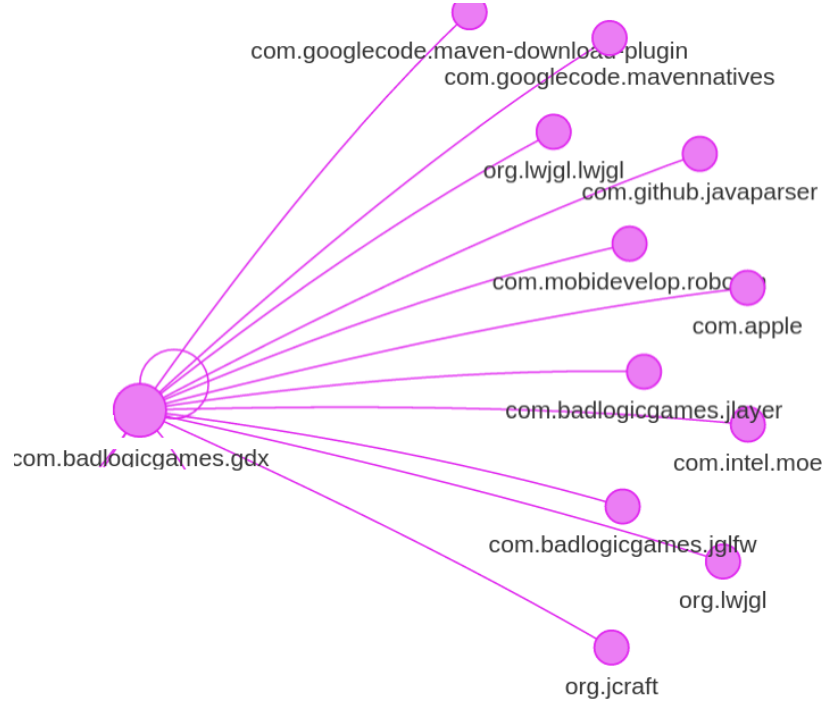 com.googlecode.maven-download-plugin
com.googlecode.mavennatives
org.lwjgl.lwjgl
com.github.javaparser
com.apple
com.badlogicgames.jlayer
com.badlogicgames.gdx
com.intel.moe
com.badlogicgames.jglfw
org.lwjgl
org.jcraft